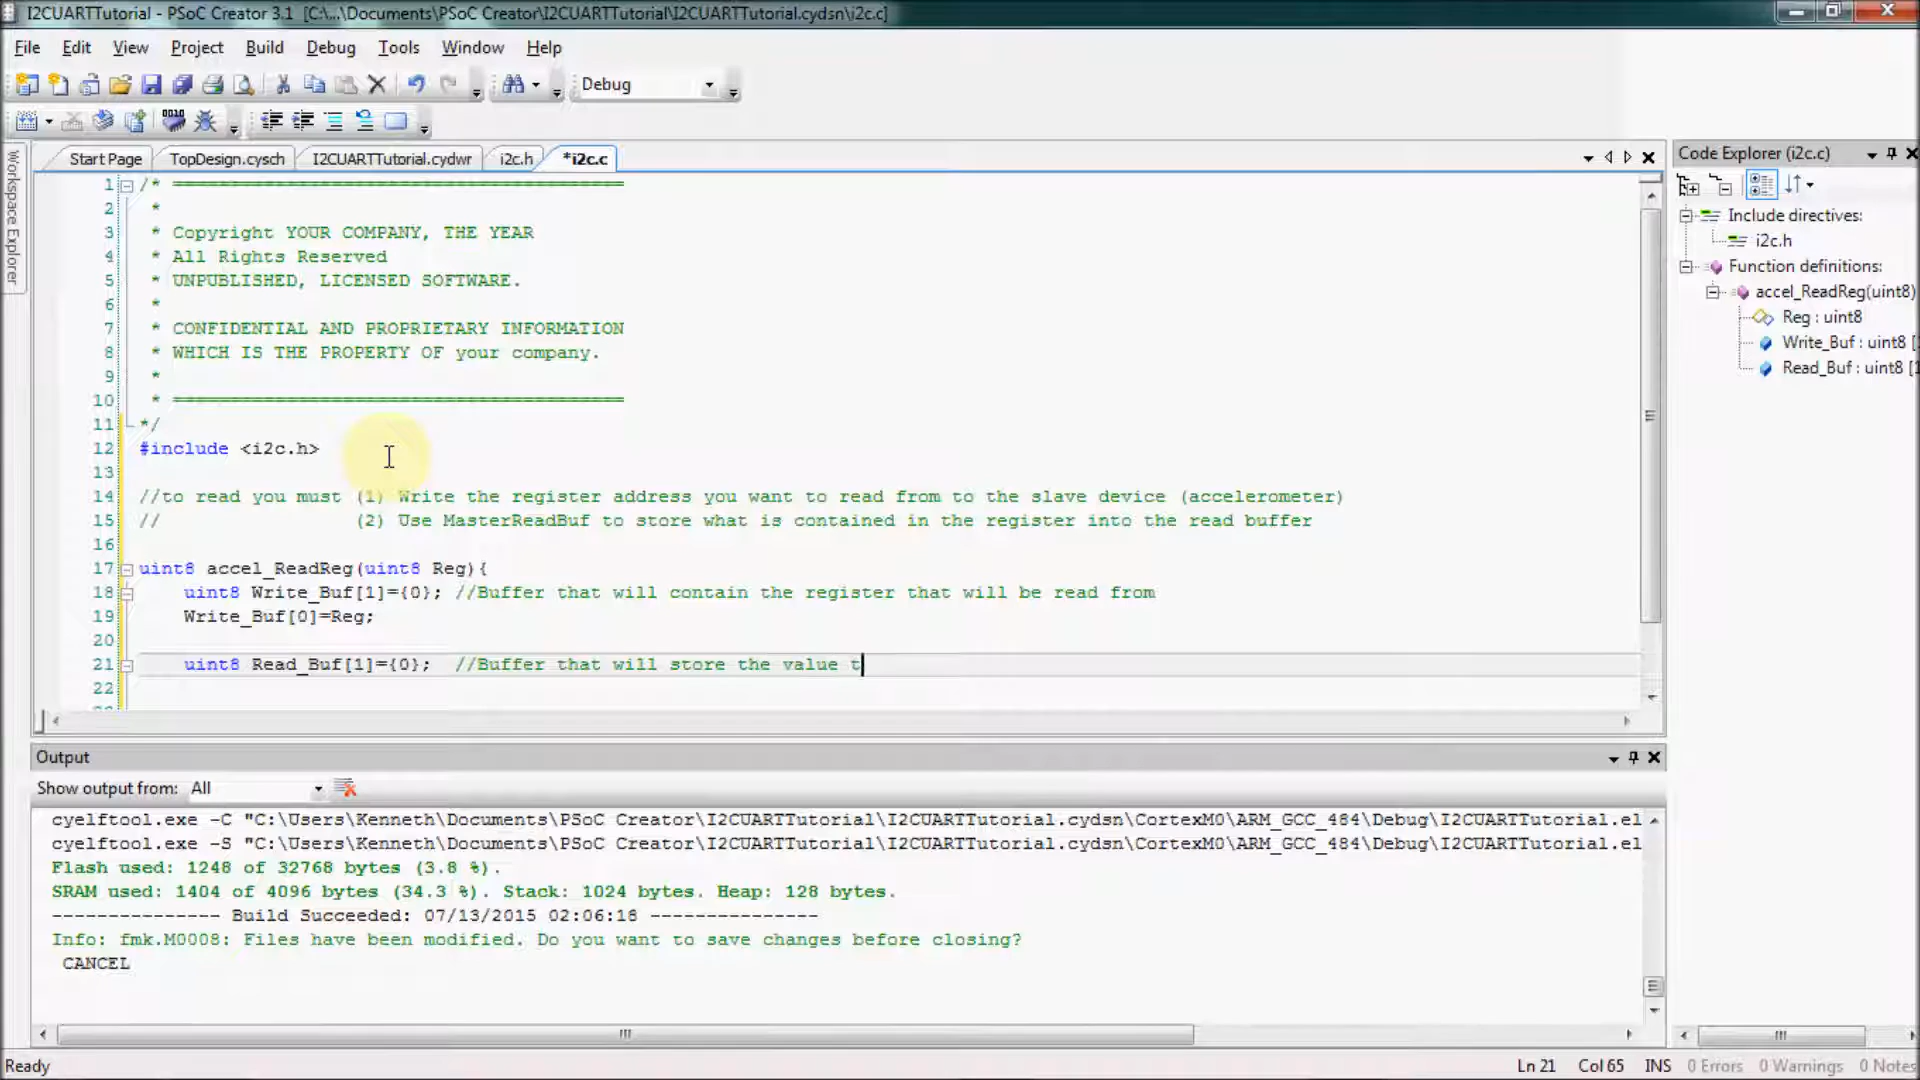 I2CUARTTutorial - PSoC Creator 3.1 [C:\...\Documents\PSoC Creator\I2CUARTTutorial\I2CUARTTutorial.cydsn\i2c.c]
File Edit View Project Build Debug Tools Window Help
Debug
Workspace Explorer
Start Page TopDesign.cysch I2CUARTTutorial.cydwr i2c.h *i2c.c
Code Explorer (i2c.c)
Include directives:
i2c.h
Function definitions:
accel_ReadReg(uint8)
Reg : uint8
Write_Buf : uint8 [
Read_Buf : uint8 [1
1 /* ========================================
2 *
3 * Copyright YOUR COMPANY, THE YEAR
4 * All Rights Reserved
5 * UNPUBLISHED, LICENSED SOFTWARE.
6 *
7 * CONFIDENTIAL AND PROPRIETARY INFORMATION
8 * WHICH IS THE PROPERTY OF your company.
9 *
10 * ========================================
11 */
12 #include <i2c.h>
13
14 //to read you must (1) Write the register address you want to read from to the slave device (accelerometer)
15 // (2) Use MasterReadBuf to store what is contained in the register into the read buffer
16
17 uint8 accel_ReadReg(uint8 Reg){
18 uint8 Write_Buf[1]={0}; //Buffer that will contain the register that will be read from
19 Write_Buf[0]=Reg;
20
21 uint8 Read_Buf[1]={0}; //Buffer that will store the value t
22
Output
Show output from: All
cyelftool.exe -C "C:\Users\Kenneth\Documents\PSoC Creator\I2CUARTTutorial\I2CUARTTutorial.cydsn\CortexM0\ARM_GCC_484\Debug\I2CUARTTutorial.el
cyelftool.exe -S "C:\Users\Kenneth\Documents\PSoC Creator\I2CUARTTutorial\I2CUARTTutorial.cydsn\CortexM0\ARM_GCC_484\Debug\I2CUARTTutorial.el
Flash used: 1248 of 32768 bytes (3.8 %).
SRAM used: 1404 of 4096 bytes (34.3 %). Stack: 1024 bytes. Heap: 128 bytes.
--------------- Build Succeeded: 07/13/2015 02:06:18 ---------------
Info: fmk.M0008: Files have been modified. Do you want to save changes before closing?
CANCEL
Ready Ln 21 Col 65 INS 0 Errors 0 Warnings 0 Notes